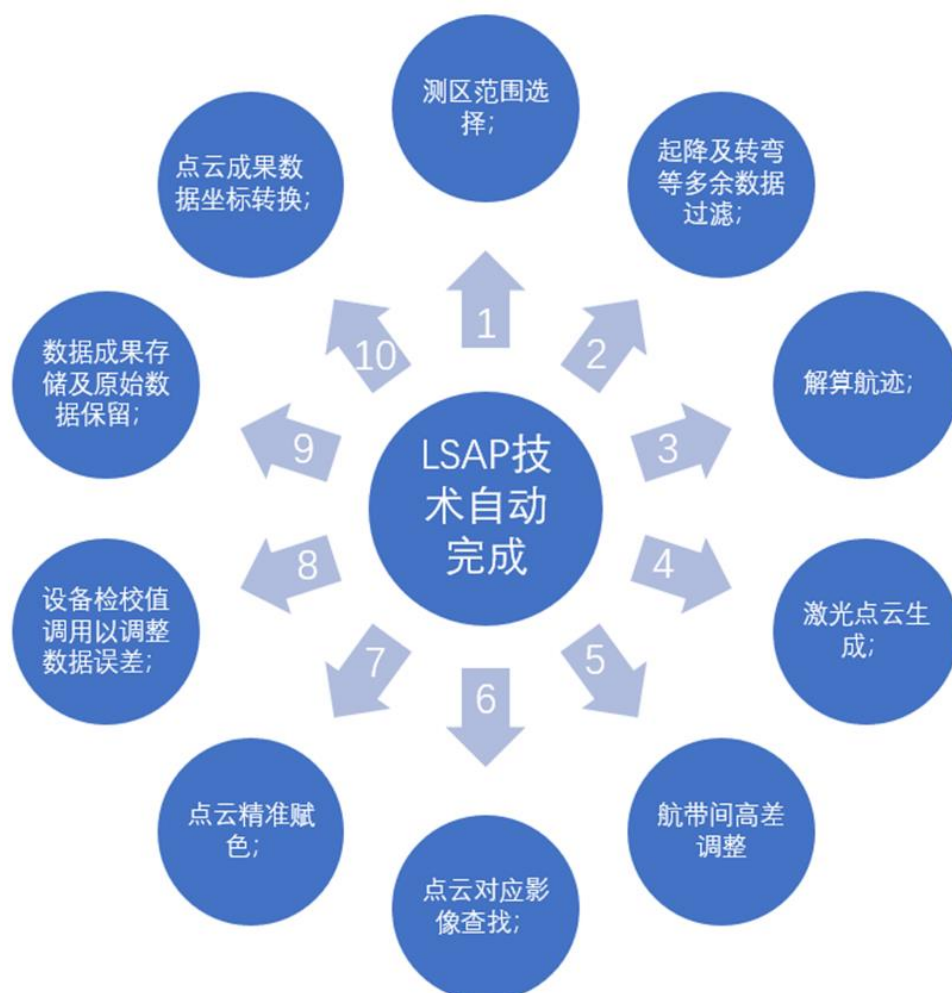 LSAP技
术自动
完成
1
测区范围选
择；
2
起降及转弯
等多余数据
过滤；
3
解算航迹；
4
激光点云生
成；
5
航带间高差
调整
6
点云对应影
像查找；
7
点云精准赋
色；
8
设备检校值
调用以调整
数据误差；
9
数据成果存
储及原始数
据保留；
10
点云成果数
据坐标转换；